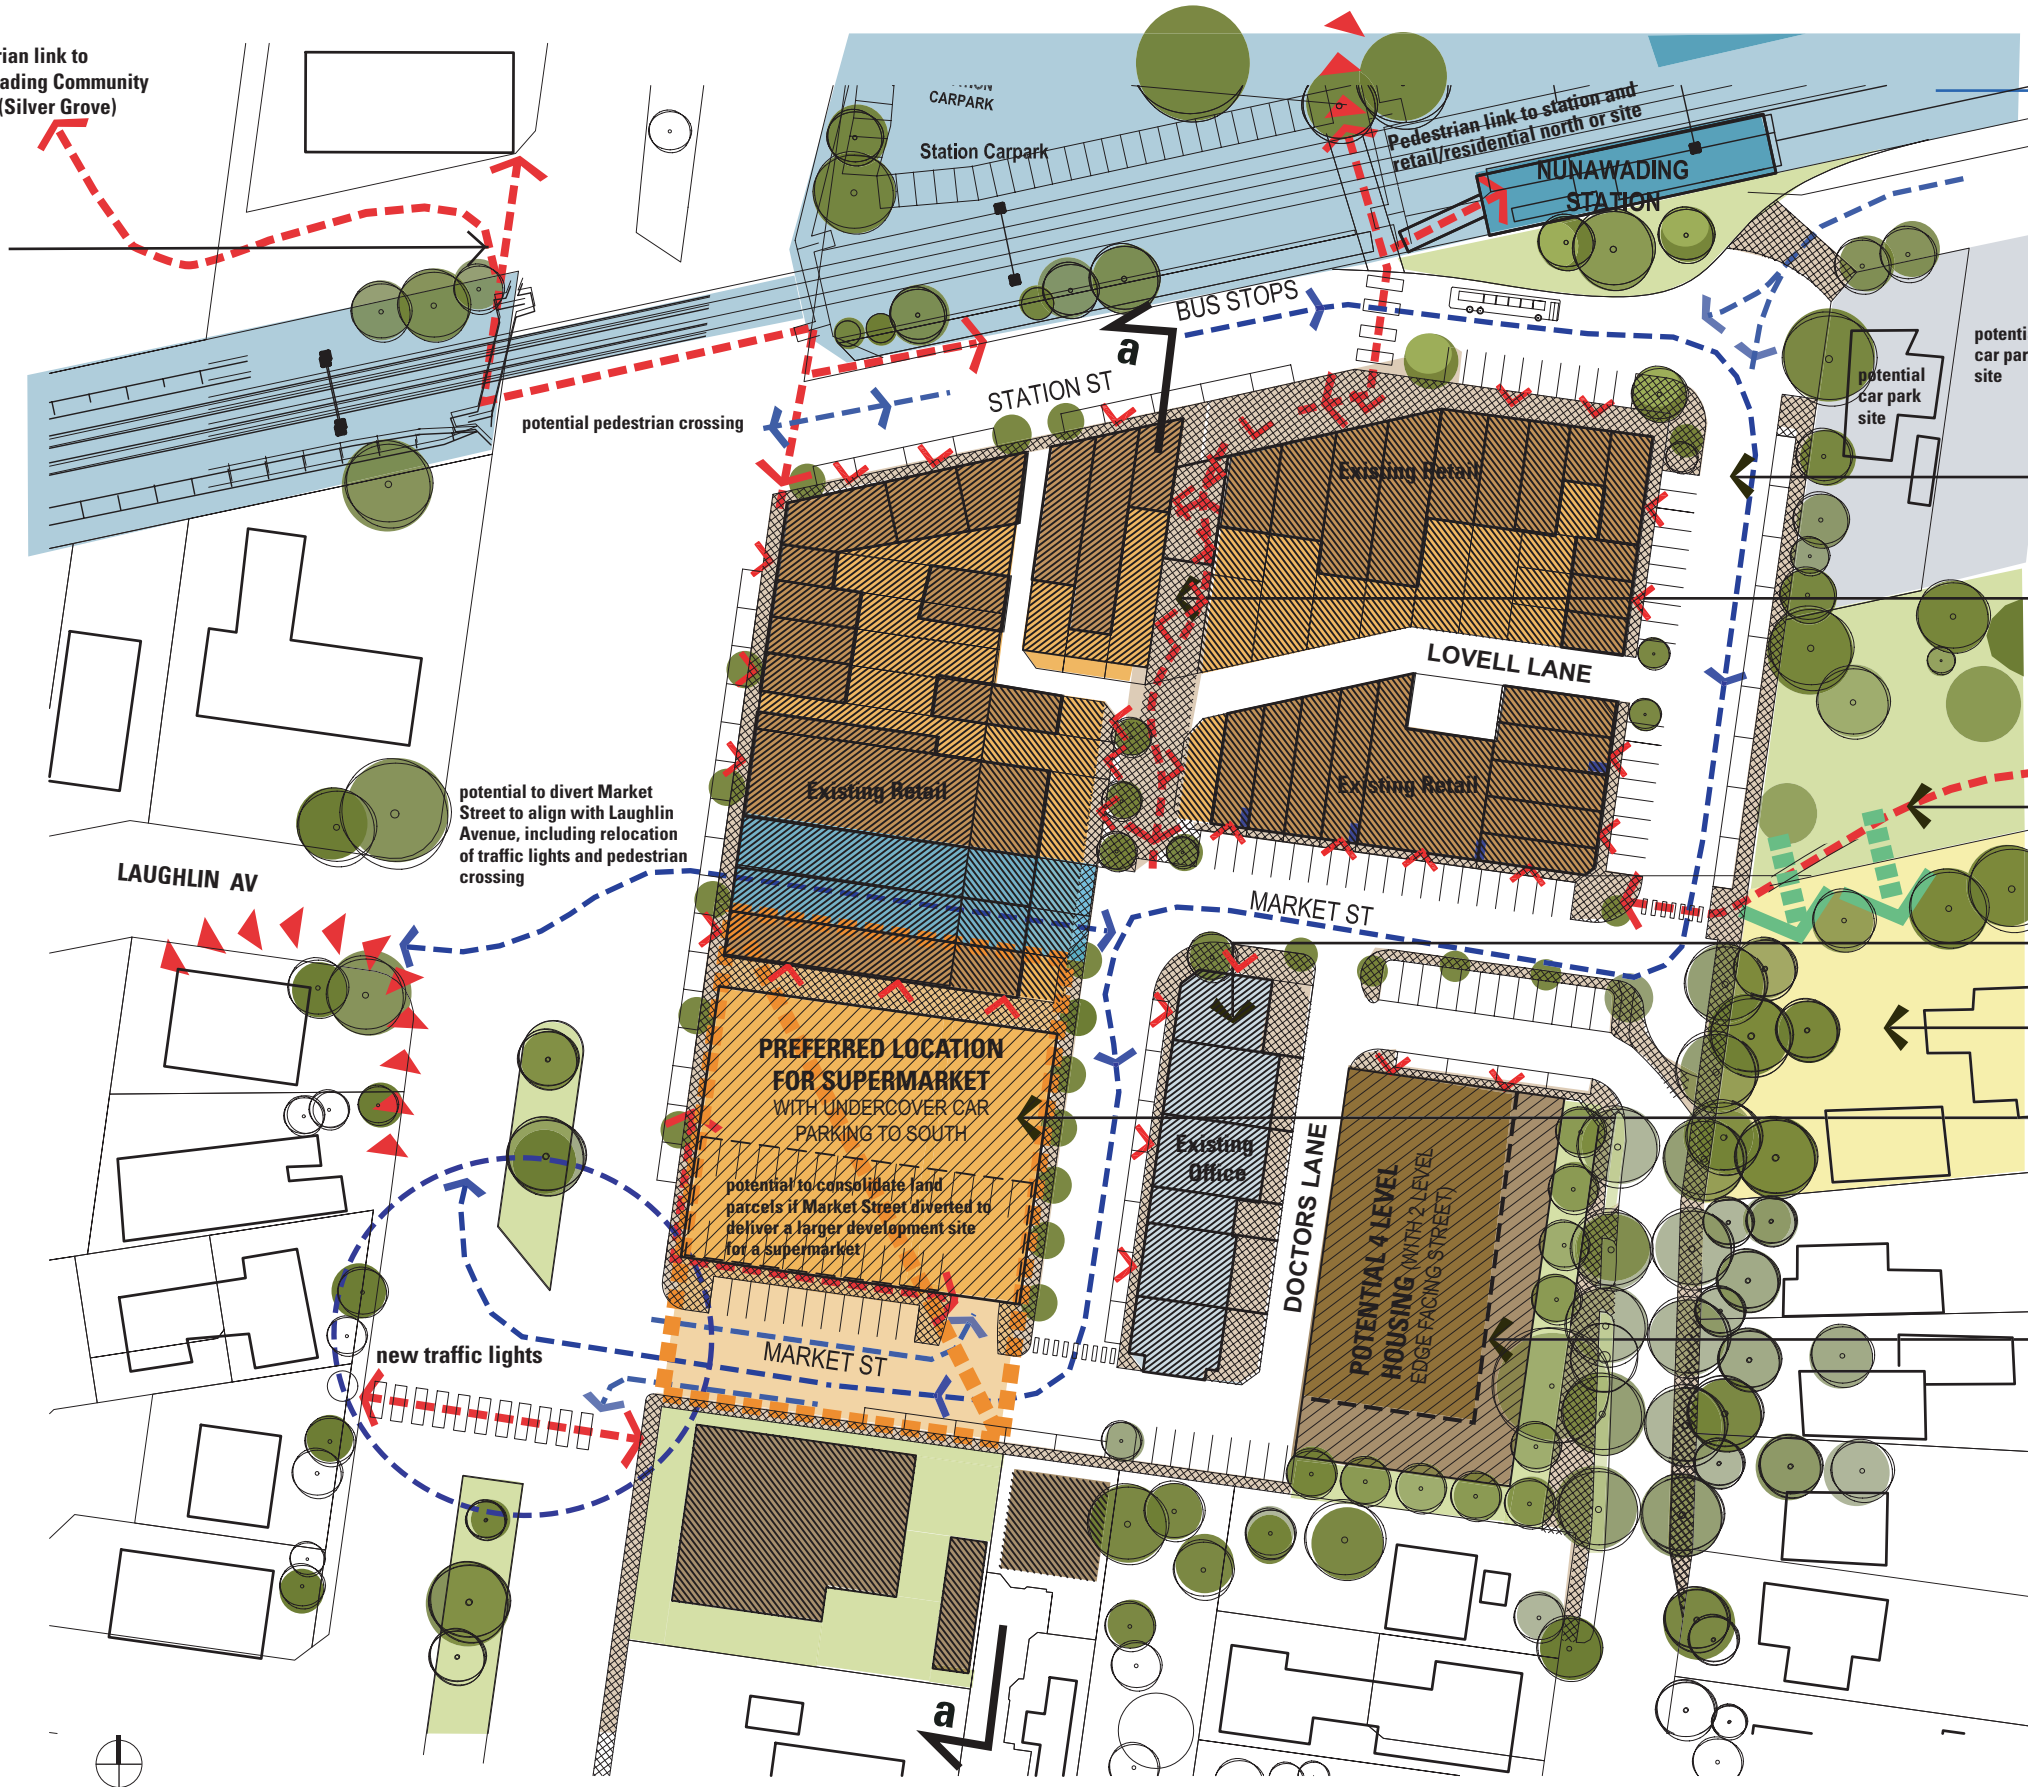 rian link to
ading Community
(Silver Grove)
CARPARK
Station Carpark
Pedestrian link to station and
retail/residential north or site
NUNAWADING
STATION
BUS STOPS
a
STATION ST
potential pedestrian crossing
potential
car park
site
potenti
car par
site
Existing Retail
LOVELL LANE
Existing Retail
Existing Retail
potential to divert Market
Street to align with Laughlin
Avenue, including relocation
of traffic lights and pedestrian
crossing
LAUGHLIN AV
MARKET ST
PREFERRED LOCATION
FOR SUPERMARKET
WITH UNDERCOVER CAR
PARKING TO SOUTH
potential to consolidate land
parcels if Market Street diverted to
deliver a larger development site
for a supermarket
Existing
Office
DOCTORS LANE
POTENTIAL 4 LEVEL
HOUSING (WITH 2 LEVEL
EDGE FACING STREET)
new traffic lights
MARKET ST
a